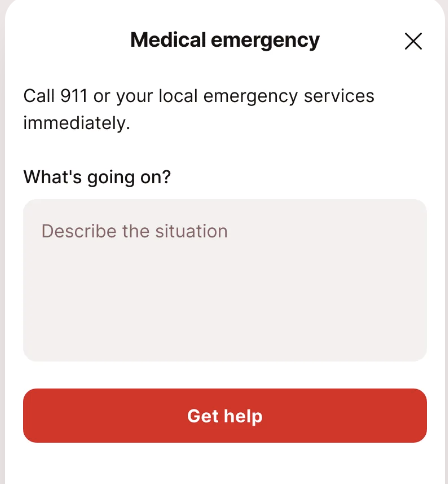 Medical emergency
Call 911 or your local emergency services
immediately.
What's going on?
Describe the situation
Get help